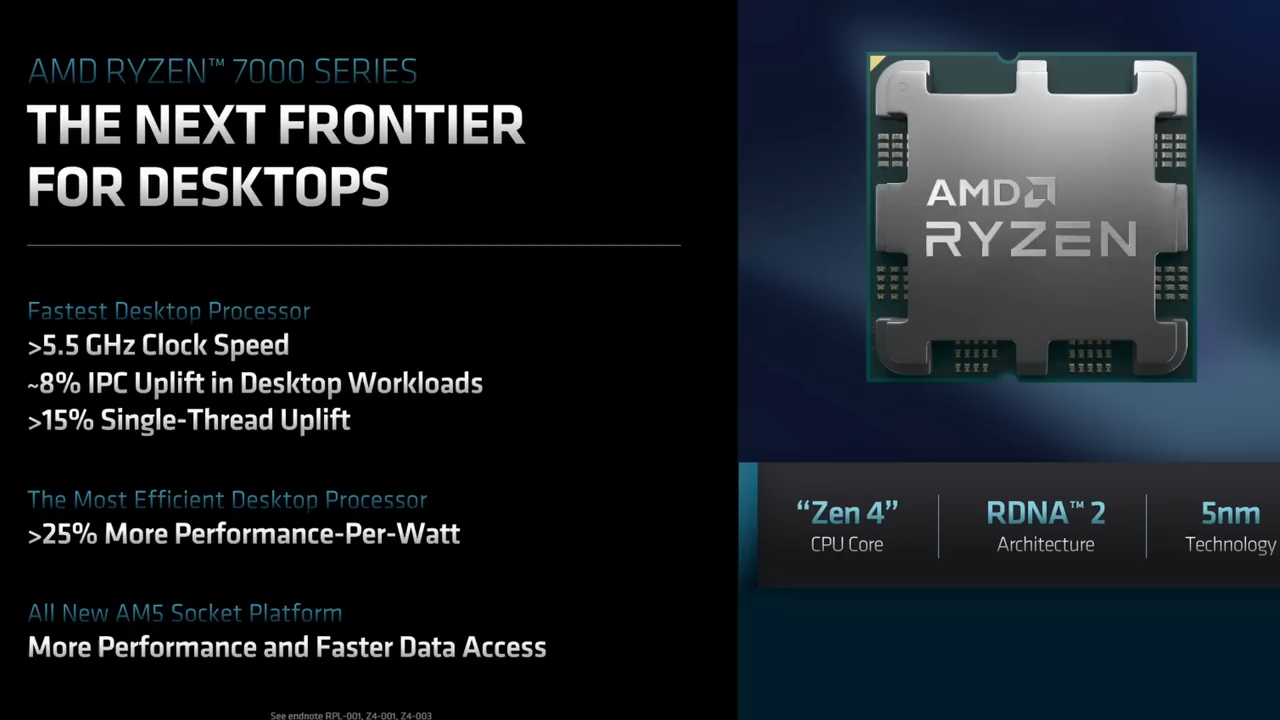 AMD RYZEN™ 7000 SERIES
THE NEXT FRONTIER
FOR DESKTOPS
Fastest Desktop Processor
>5.5 GHz Clock Speed
~8% IPC Uplift in Desktop Workloads
>15% Single-Thread Uplift
The Most Efficient Desktop Processor
>25% More Performance-Per-Watt
All New AM5 Socket Platform
More Performance and Faster Data Access
See endnote RPL-001, Z4-001, Z4-003
AMD
RYZEN
“Zen 4”
CPU Core
RDNA™ 2
Architecture
5nm
Technology